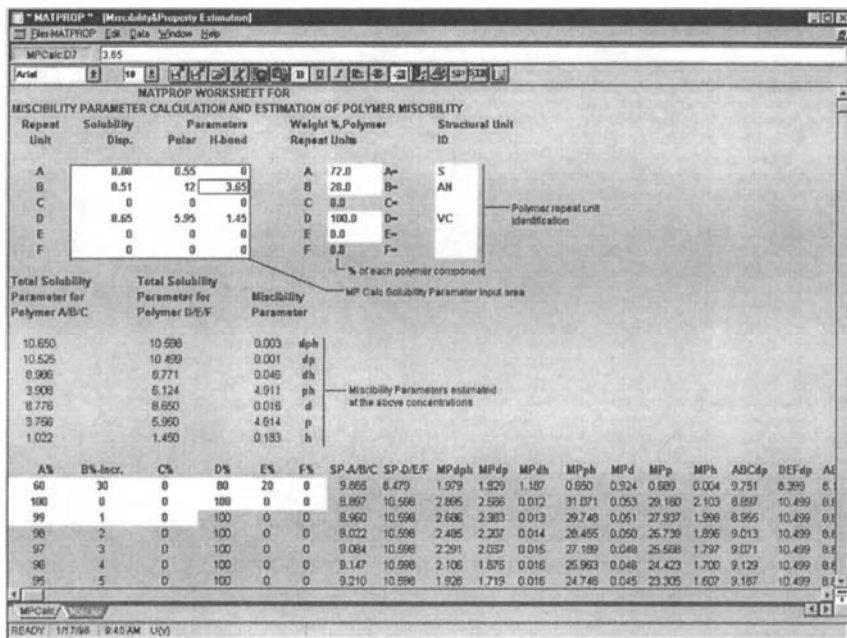 " MATPROP " [Miscibility&Property Estimation]
Files-MATPROP Edit Data Window Help
MPCalc:D7 3.65
Arial 10 B U I
MATPROP WORKSHEET FOR
MISCIBILITY PARAMETER CALCULATION AND ESTIMATION OF POLYMER MISCIBILITY
Repeat Solubility Parameters Weight %,Polymer Structural Unit
Unit Disp. Polar H-bond Repeat Units ID
A 0.55 0 A 72.0 A= S
B 8.51 12 3.65 B 28.0 B= AN
C 0 0 0 C 0.0 C=
D 8.65 5.95 1.45 D 100.0 D= VC
E 0 0 0 E 0.0 E=
F 0 0 0 F 0.0 F=
Polymer repeat unit
identification
% of each polymer component
MP Calc Solubility Parameter input area
Total Solubility Total Solubility
Parameter for Parameter for Miscibility
Polymer A/B/C Polymer D/E/F Parameter
10.650 10.598 0.003 dph
10.525 10.499 0.001 dp
8.771 0.046 dh
3.908 6.124 4.911 ph
8.776 8.650 0.016 d
3.766 5.950 4.814 p
1.022 1.450 0.183 h
Miscibility Parameters estimated
at the above concentrations
A% B%-Incr. C% D% E% F% SP-A/B/C SP-D/E/F MPdph MPdp MPdh MPph MPd MPp MPh ABCdp DEFdp
60 30 0 80 20 0 8.479 1.979 1.829 1.187 0.924 0.004 9.751 8.399
100 0 0 100 0 0 8.897 10.598 2.895 2.566 0.012 31.071 0.053 29.160 2.103 8.897 10.499
99 1 0 100 0 0 8.960 10.598 2.686 2.383 0.013 29.748 0.051 27.937 1.998 8.955 10.499
98 2 0 100 0 0 9.022 10.598 2.485 2.207 0.014 28.455 0.050 26.739 1.896 9.013 10.499
97 3 0 100 0 0 9.084 10.598 2.291 2.037 0.015 27.189 0.048 25.568 1.797 9.071 10.499
96 4 0 100 0 0 9.147 10.598 2.106 1.876 0.016 25.963 0.046 24.423 1.700 9.129 10.499
95 5 0 100 0 0 9.210 10.598 1.928 1.719 0.016 24.746 0.045 23.305 1.607 9.187 10.499
MPCalc
READY 1/17/96 9:40 AM